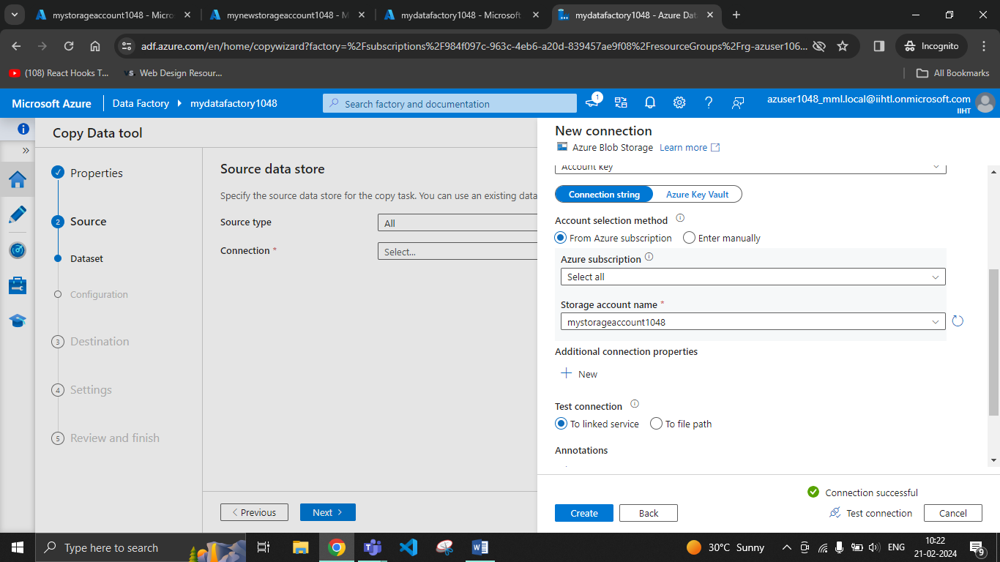 mystorageaccount1048 - Micro
mynewstorageaccount1048 - M
mydatafactory1048 - Microsoft
mydatafactory1048 - Azure Dat
adf.azure.com/en/home/copywizard?factory=%2Fsubscriptions%2F984f097c-963c-4eb6-a20d-839457ae9f08%2FresourceGroups%2Frg-azuser106...
Incognito
(108) React Hooks T...
VS.
Web Design Resour...
All Bookmarks
Microsoft Azure
Data Factory
mydatafactory1048
Search factory and documentation
1
azuser1048_mml.local@iihtl.onmicrosoft.com
IIHT
Copy Data tool
Properties
2
Source
Dataset
Configuration
3
Destination
4
Settings
5
Review and finish
Source data store
Specify the source data store for the copy task. You can use an existing data
Source type
All
Connection *
Select...
Previous
Next
New connection
Azure Blob Storage
Learn more
Account key
Connection string
Azure Key Vault
Account selection method
From Azure subscription
Enter manually
Azure subscription
Select all
Storage account name *
mystorageaccount1048
Additional connection properties
New
Test connection
To linked service
To file path
Annotations
Connection successful
Create
Back
Test connection
Cancel
Type here to search
30°C Sunny
ENG
10:22
21-02-2024
9